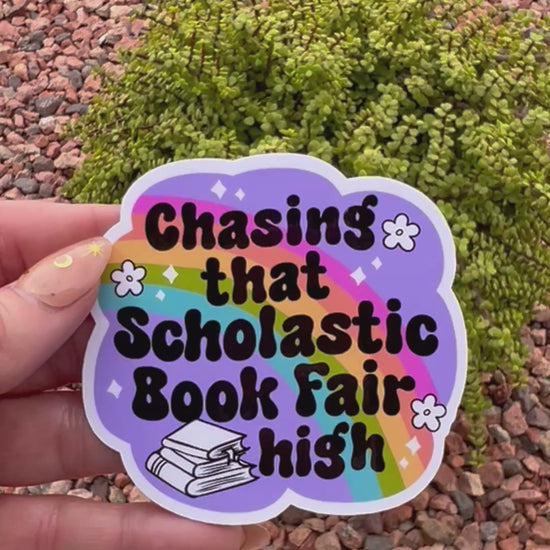 Chasing
that
Scholastic
Book Fair
high